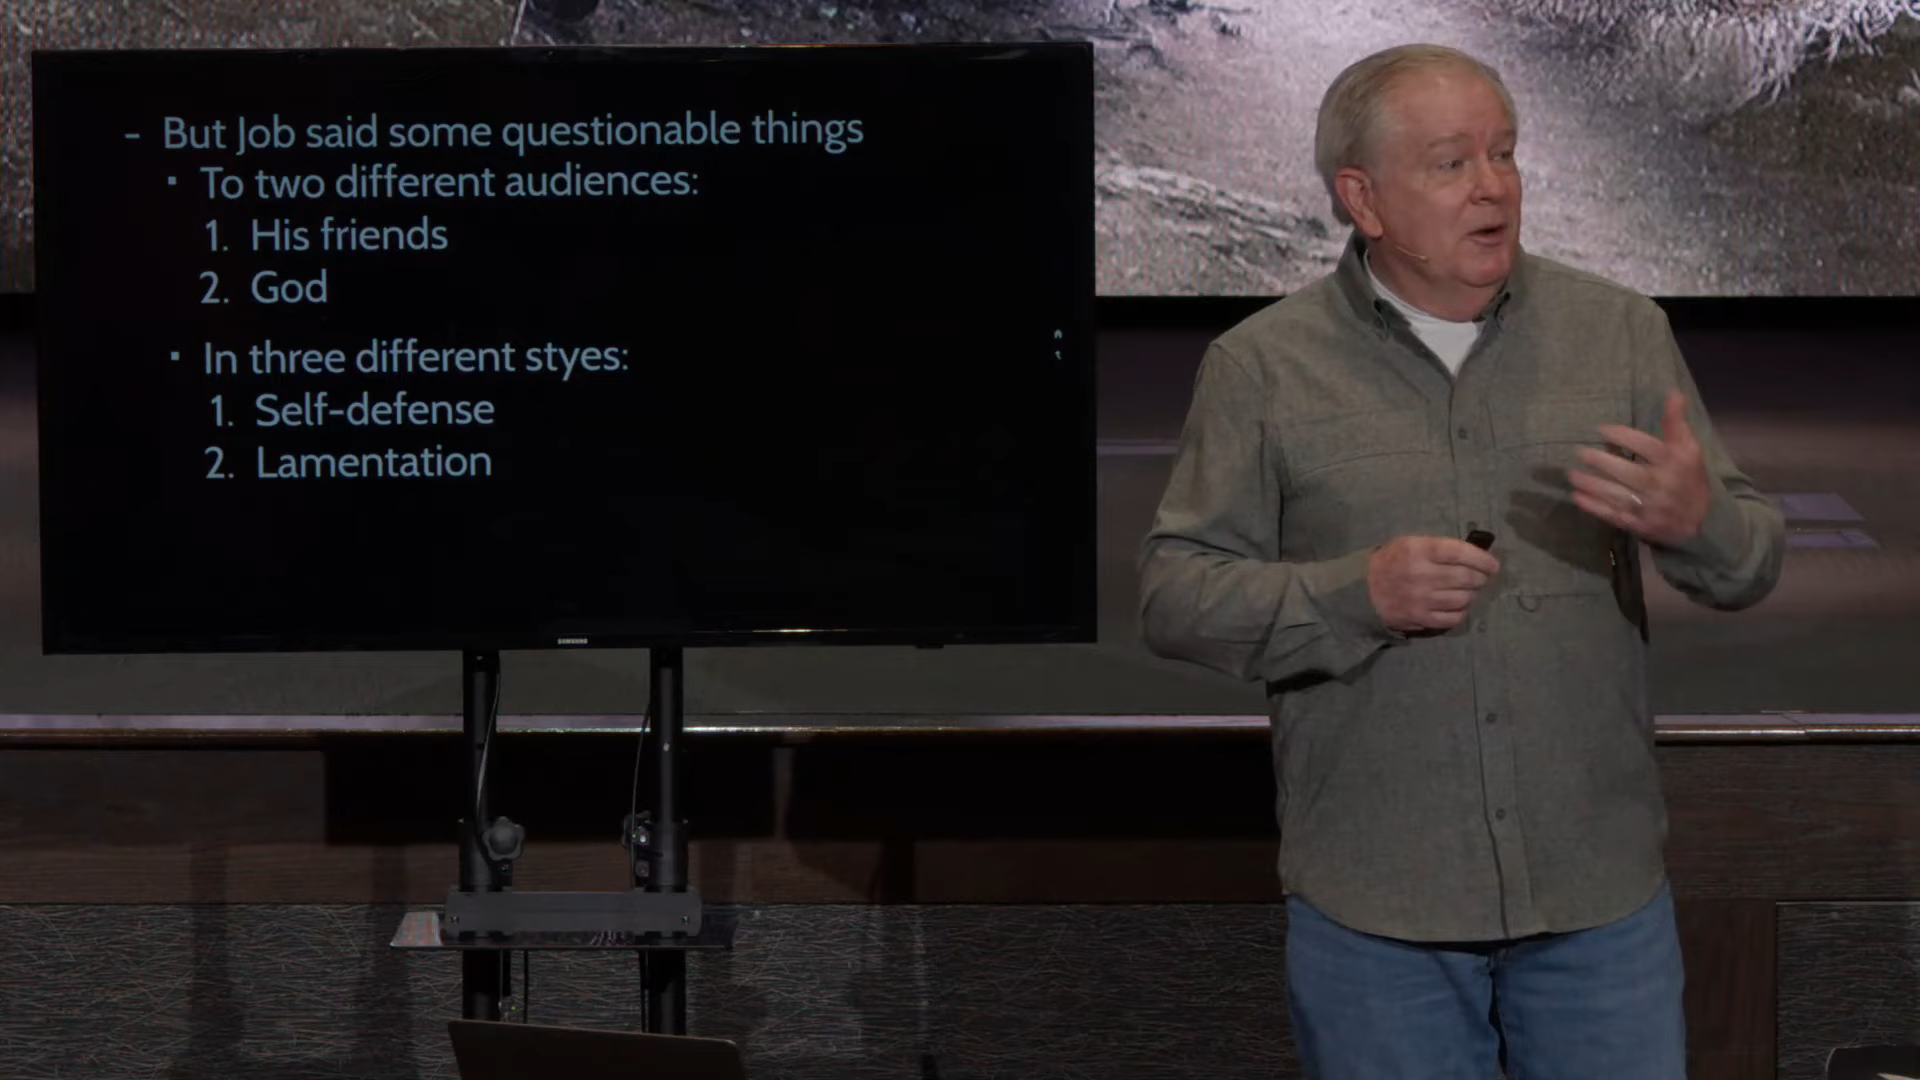 - But Job said some questionable things
▪ To two different audiences:
1. His friends
2. God
▪ In three different styes:
1. Self-defense
2. Lamentation
SAMSUNG